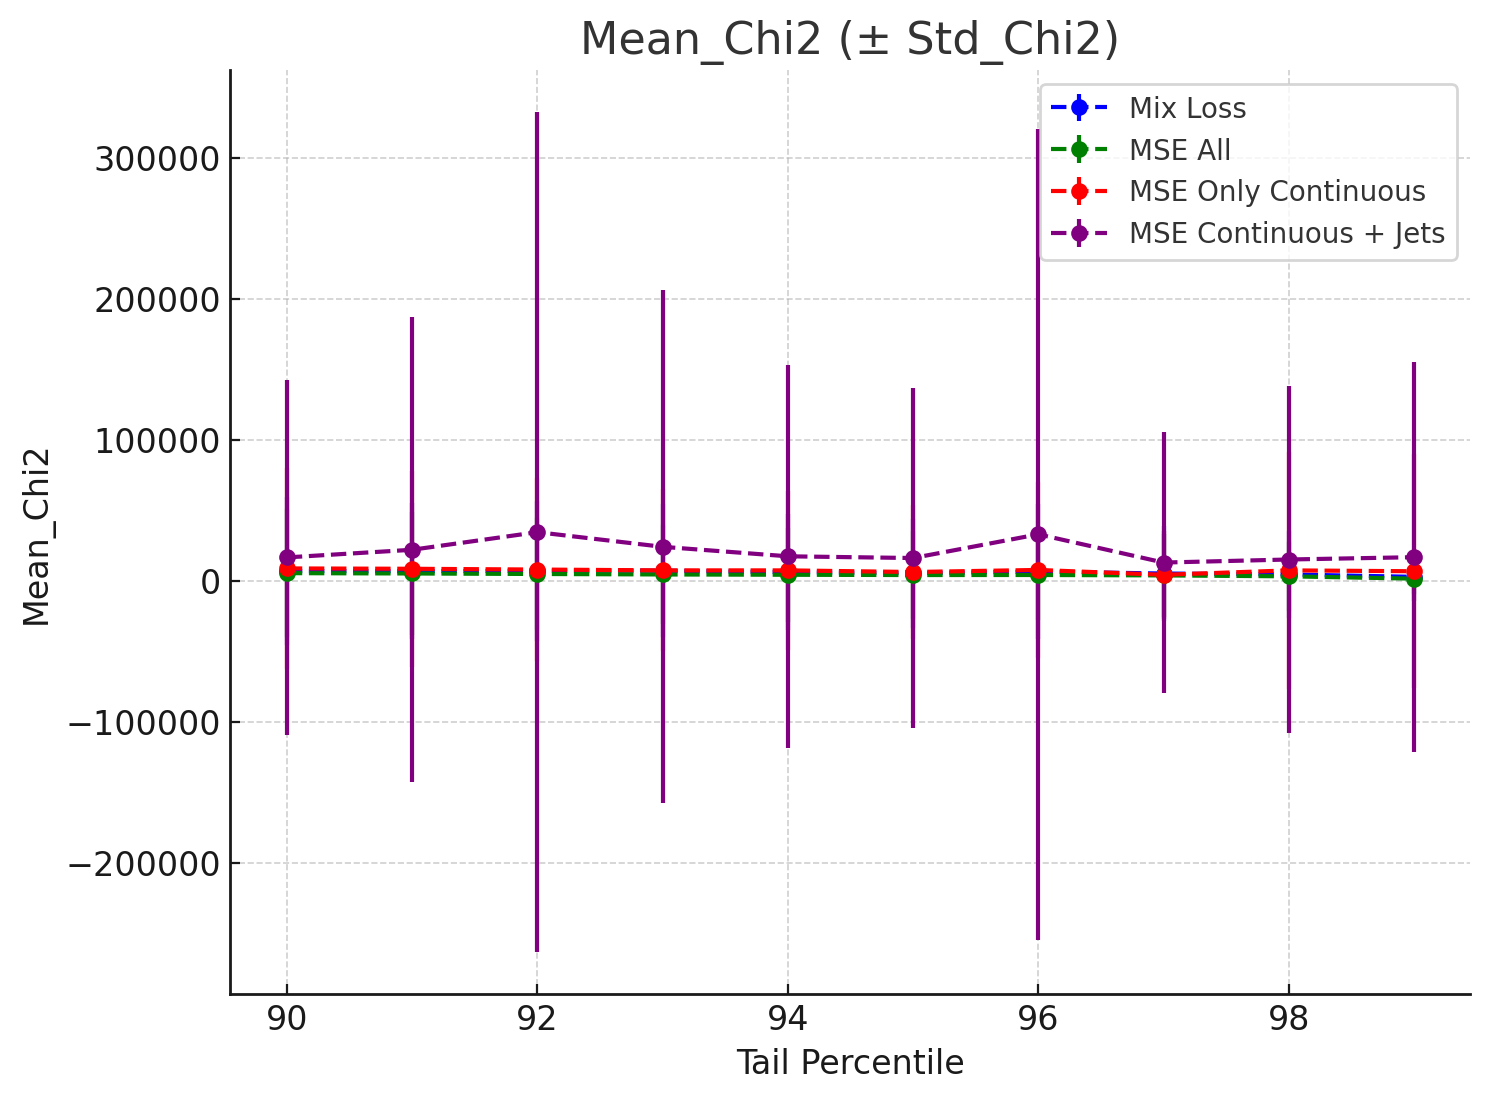 Mean_Chi2 (± Std_Chi2)
Mix Loss
MSE All
MSE Only Continuous
MSE Continuous + Jets
Mean_Chi2
300000
200000
100000
0
−100000
−200000
90
92
94
96
98
Tail Percentile